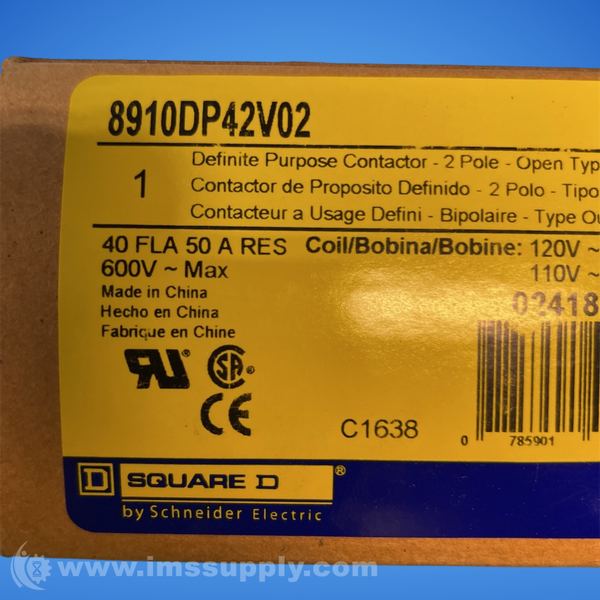 8910DP42V02
1
Definite Purpose Contactor - 2 Pole - Open Typ
Contactor de Proposito Definido - 2 Polo - Tipo
Contacteur a Usage Defini - Bipolaire - Type Ou
40 FLA 50 A RES Coil/Bobina/Bobine: 120V ~
600V ~ Max 110V ~
Made in China
Hecho en China
Fabrique en Chine
02418
C1638
0 785901
D SQUARE D ®
by Schneider Electric
www.imssupply.com